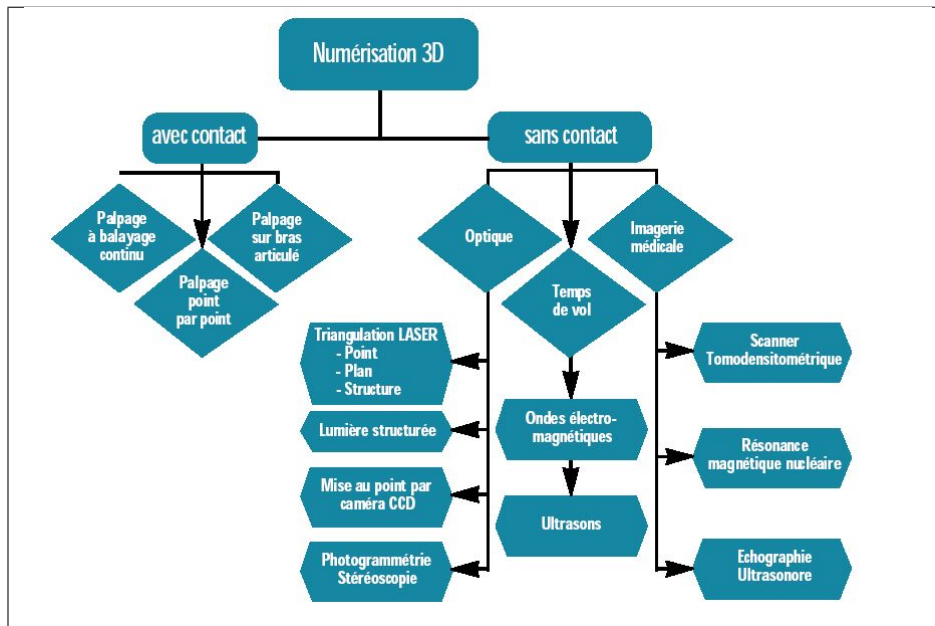 Numérisation 3D
avec contact
sans contact
Palpage
à balayage
continu
Palpage
point
par point
Palpage
sur bras
articulé
Optique
Temps
de vol
Imagerie
médicale
Triangulation LASER
- Point
- Plan
- Structure
Lumière structurée
Mise au point par
caméra CCD
Photogrammétrie
Stéréoscopie
Ondes électro-
magnétiques
Ultrasons
Scanner
Tomodensitométrique
Résonance
magnétique nucléaire
Echographie
Ultrasonore